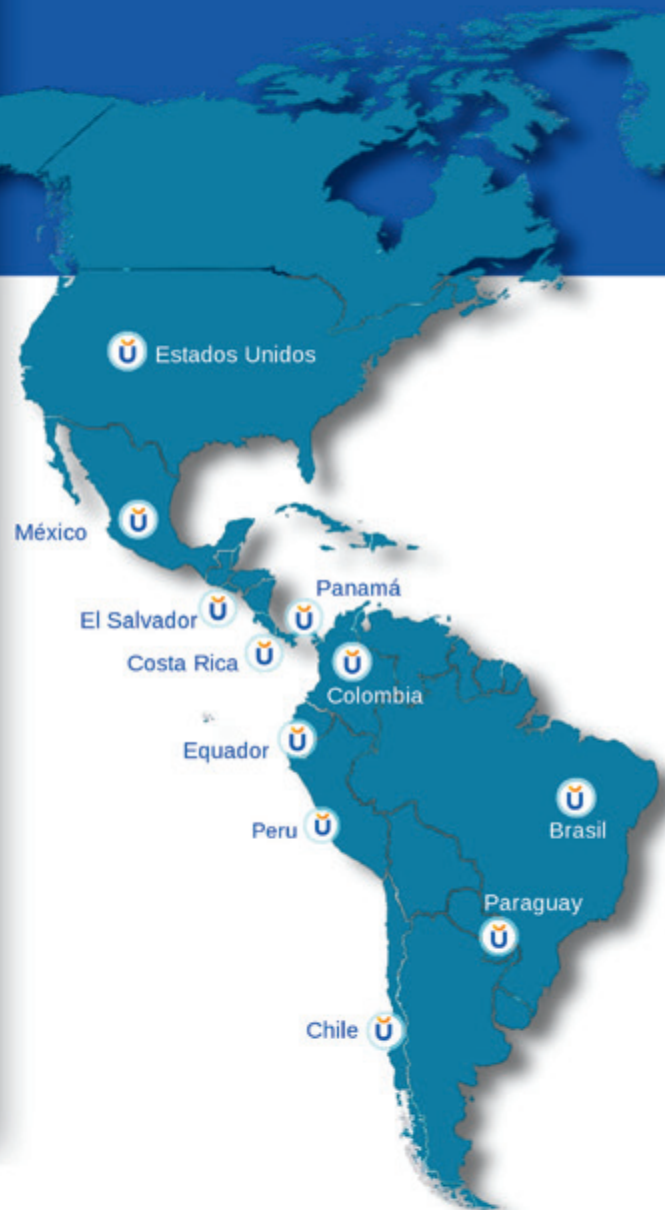 Estados Unidos
México
Panamá
El Salvador
Costa Rica
Colombia
Equador
Brasil
Peru
Paraguay
Chile